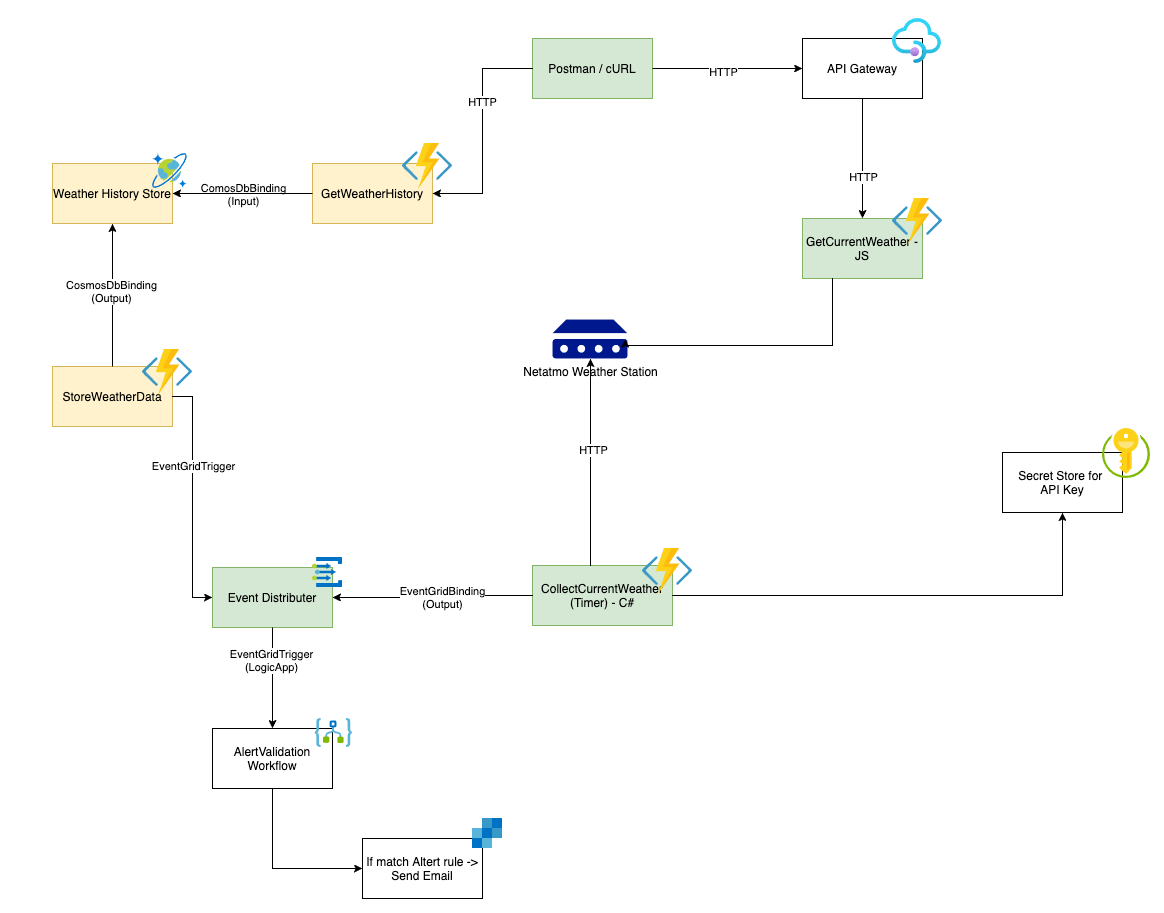 Postman / cURL
HTTP
API Gateway
HTTP
Weather History Store
ComosDbBinding
(Input)
GetWeatherHistory
HTTP
GetCurrentWeather -
JS
CosmosDbBinding
(Output)
Netatmo Weather Station
StoreWeatherData
EventGridTrigger
HTTP
Secret Store for
API Key
Event Distributer
EventGridBinding
(Output)
CollectCurrentWeather
(Timer) - C#
EventGridTrigger
(LogicApp)
AlertValidation
Workflow
If match Altert rule ->
Send Email